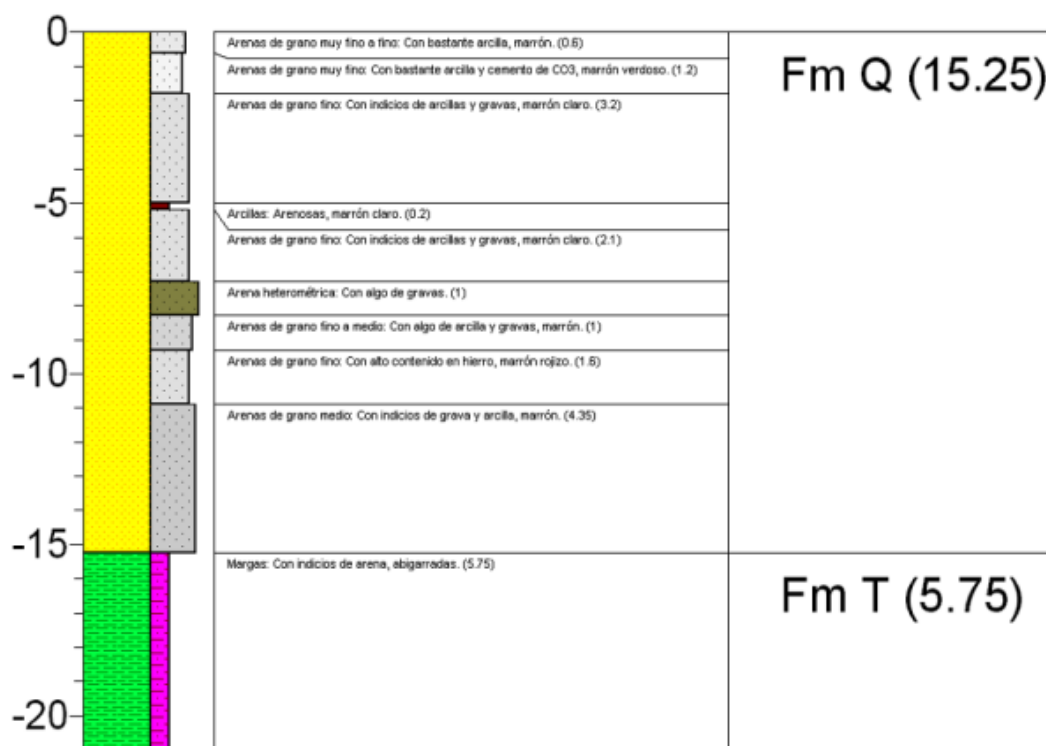 0
Arenas de grano muy fino a fino: Con bastante arcilla, marrón. (0.6)
Fm Q (15.25)
Arenas de grano muy fino: Con bastante arcilla y cemento de CO3, marrón verdoso. (1.2)
Arenas de grano fino: Con indicios de arcillas y gravas, marrón claro. (3.2)
-5
Arcillas: Arenosas, marrón claro. (0.2)
Arenas de grano fino: Con indicios de arcillas y gravas, marrón claro. (2.1)
Arena heterométrica: Con algo de gravas. (1)
Arenas de grano fino a medio: Con algo de arcilla y gravas, marrón. (1)
-10
Arenas de grano fino: Con alto contenido en hierro, marrón rojizo. (1.6)
Arenas de grano medio: Con indicios de grava y arcilla, marrón. (4.35)
-15
Margas: Con indicios de arena, abigarradas. (5.75)
Fm T (5.75)
-20